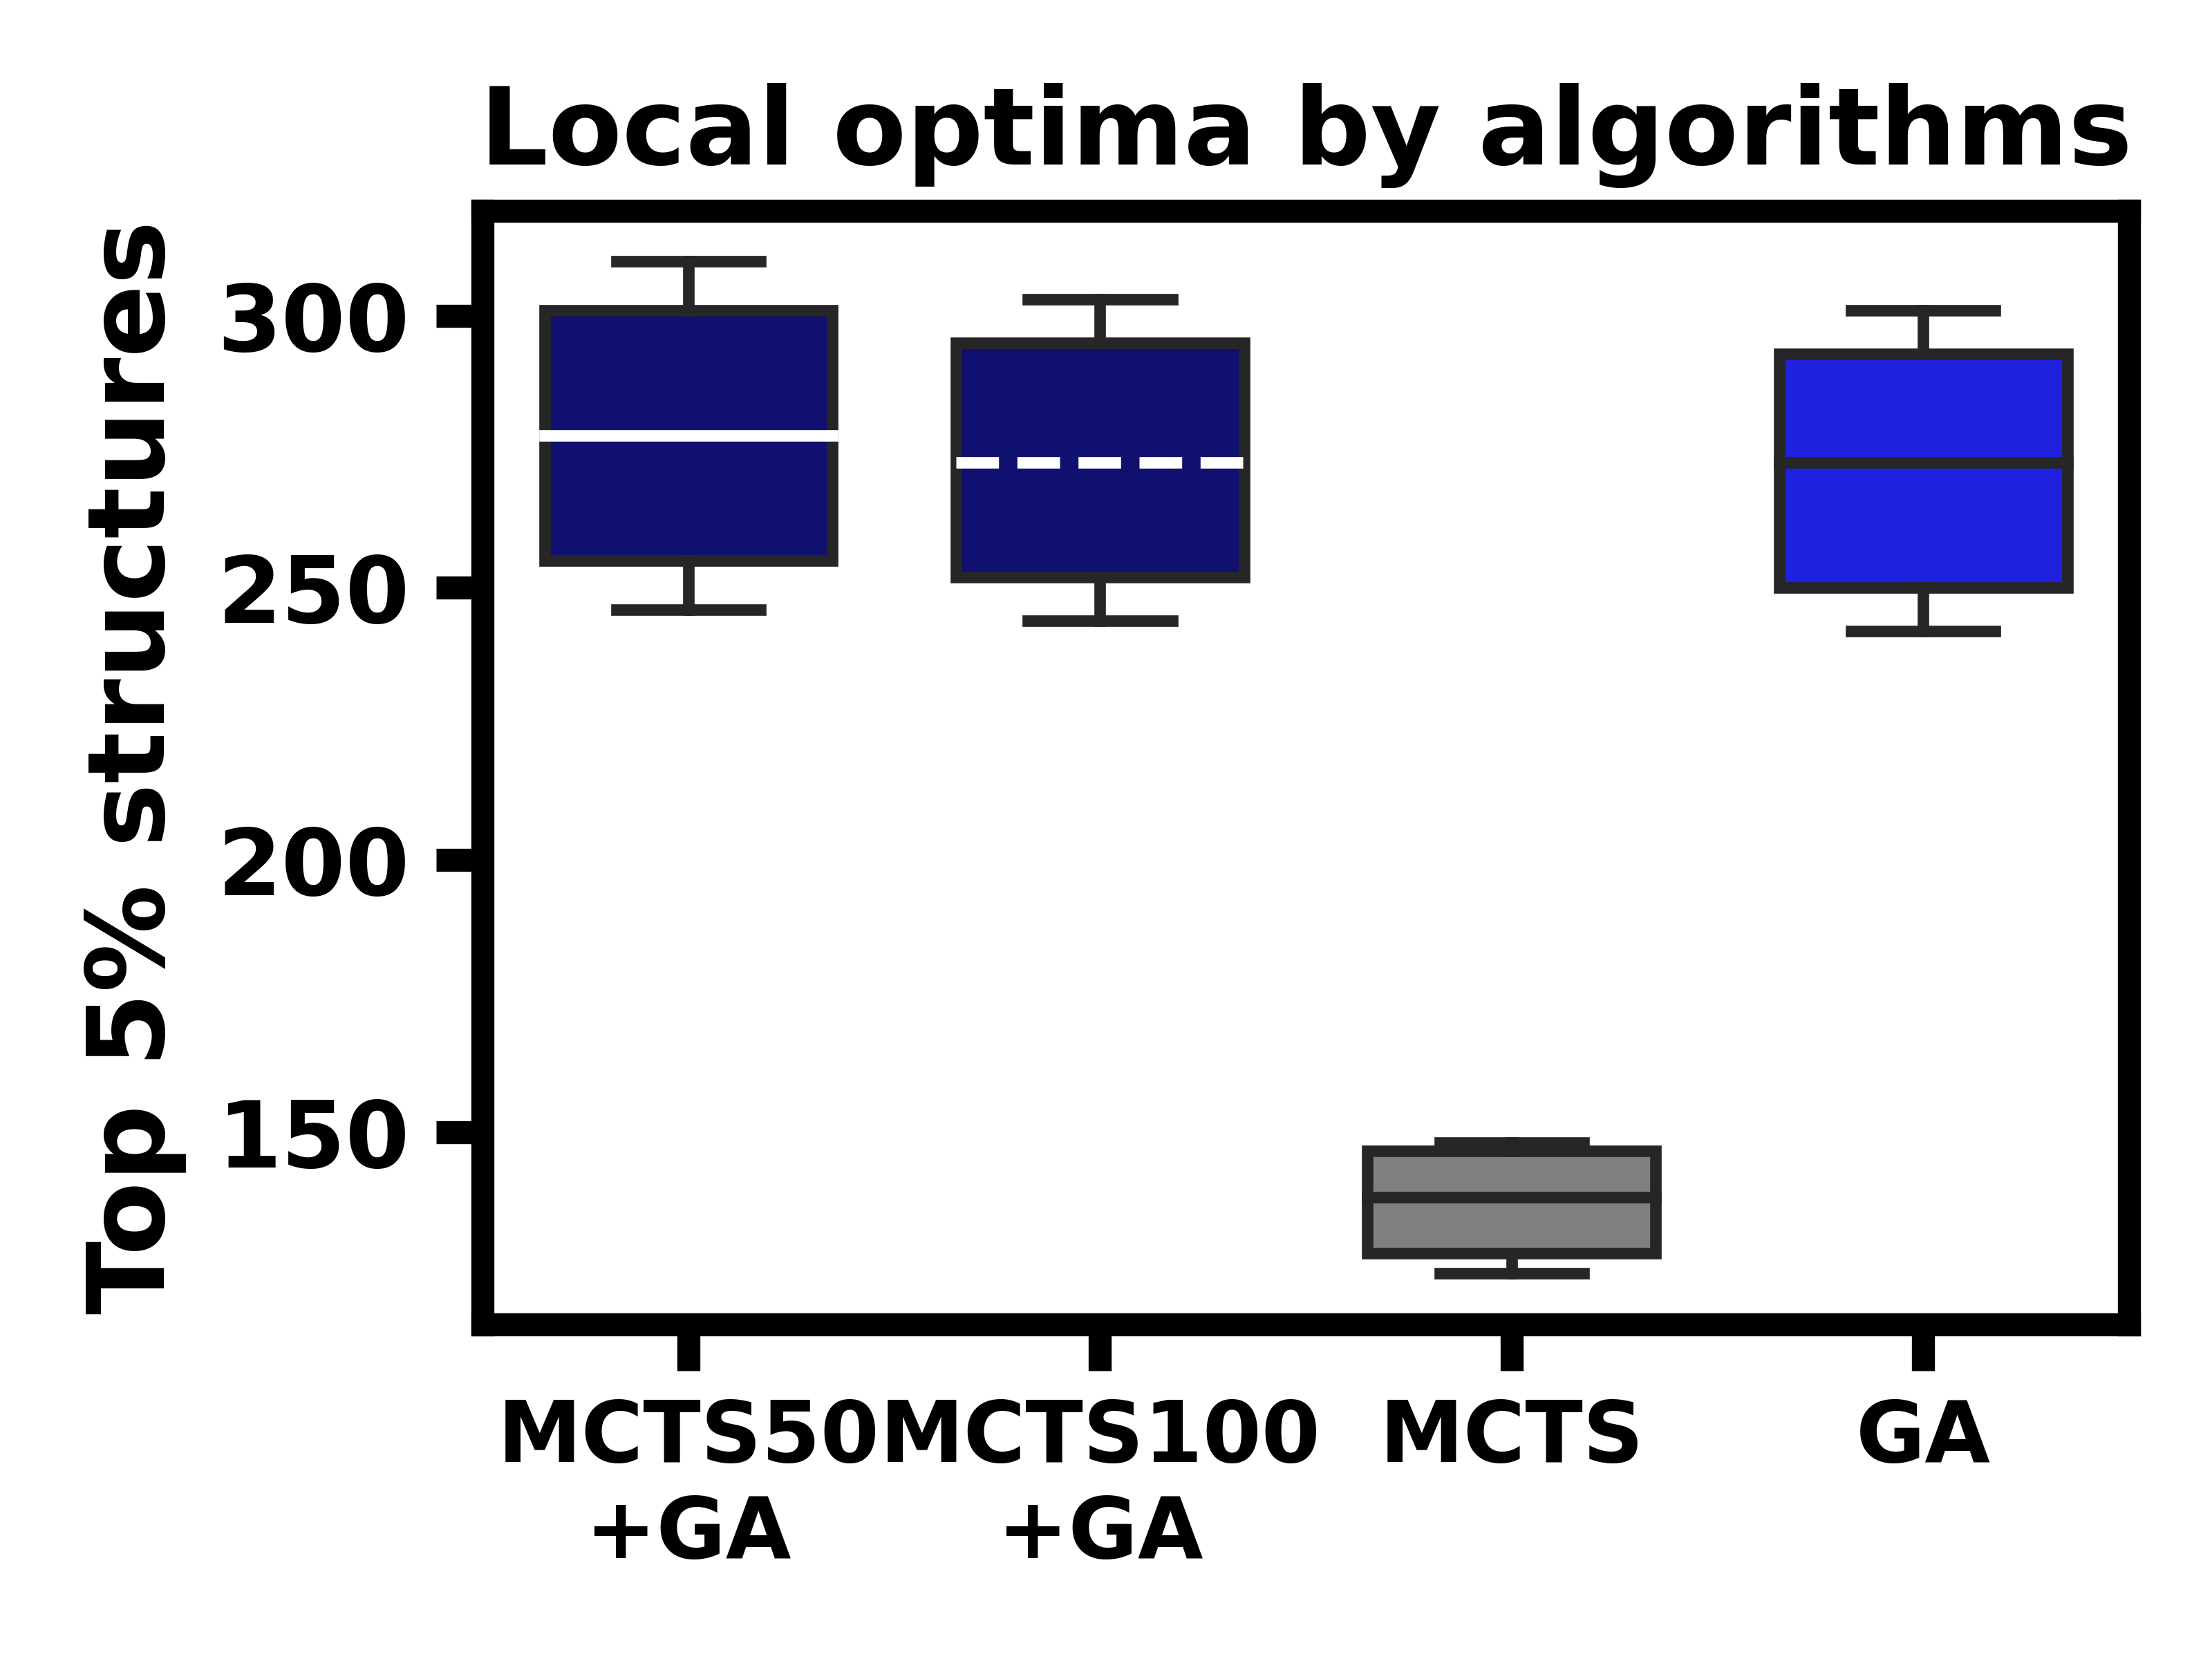 Local optima by algorithms
Top 5% structures
300
250
200
150
MCTS50 MCTS100 MCTS GA
+GA +GA